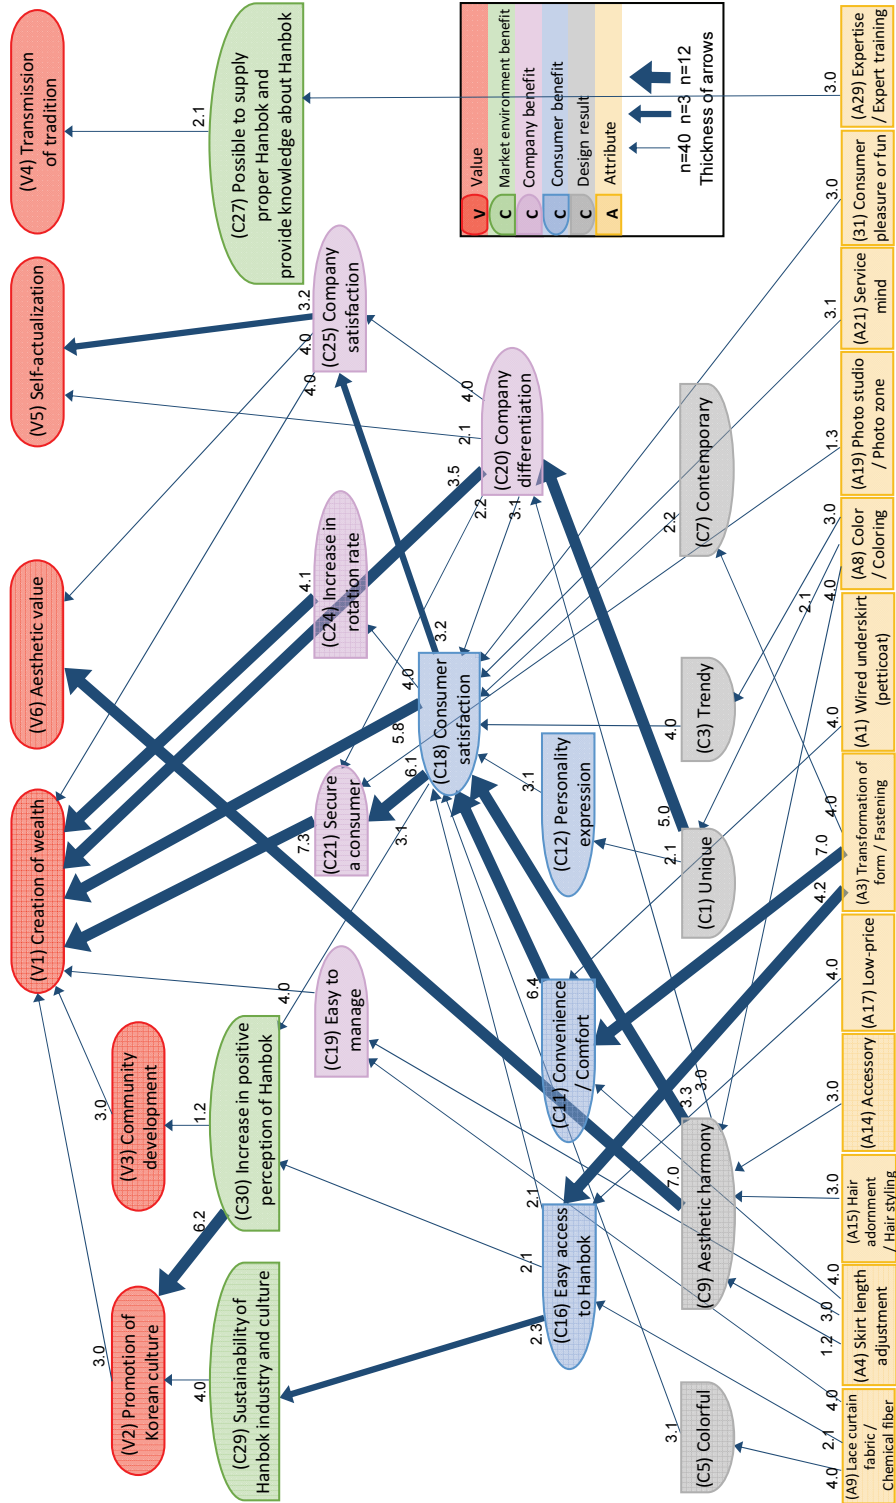 (V2) Promotion of
Korean culture
(V3) Community
development
(V1) Creation of wealth
(V6) Aesthetic value
(V5) Self-actualization
(V4) Transmission
of tradition
3.0
3.0
(C29) Sustainability of
Hanbok industry and culture
4.0
(C30) Increase in positive
perception of Hanbok
6.2
1.2
(C27) Possible to supply
proper Hanbok and
provide knowledge about Hanbok
2.1
(C19) Easy to
manage
4.0
(C21) Secure
a consumer
7.3
(C24) Increase in
rotation rate
4.1
(C25) Company
satisfaction
4.0
4.0
3.2
(C18) Consumer
satisfaction
3.1
6.1
5.8
4.0
3.2
(C20) Company
differentiation
3.1
2.2
3.5
2.1
4.0
(C16) Easy access
to Hanbok
2.3
2.1
2.1
(C11) Convenience
/ Comfort
6.4
(C12) Personality
expression
3.1
(C5) Colorful
3.1
(C9) Aesthetic harmony
7.0
3.3
3.0
(C1) Unique
2.1
5.0
(C3) Trendy
4.0
(C7) Contemporary
2.2
(A9) Lace curtain
fabric /
Chemical fiber
4.0
2.1
4.0
(A4) Skirt length
adjustment
1.2
3.0
4.0
(A15) Hair
adornment
/ Hair styling
3.0
(A14) Accessory
3.0
(A17) Low-price
4.0
(A3) Transformation of
form / Fastening
4.2
7.0
4.0
(A1) Wired underskirt
(petticoat)
4.0
(A8) Color
/ Coloring
4.0
2.1
3.0
(A19) Photo studio
/ Photo zone
1.3
(A21) Service
mind
3.1
(31) Consumer
pleasure or fun
3.0
(A29) Expertise
/ Expert training
3.0
V Value
C Market environment benefit
C Company benefit
C Consumer benefit
C Design result
A Attribute
n=40 n=3 n=12
Thickness of arrows